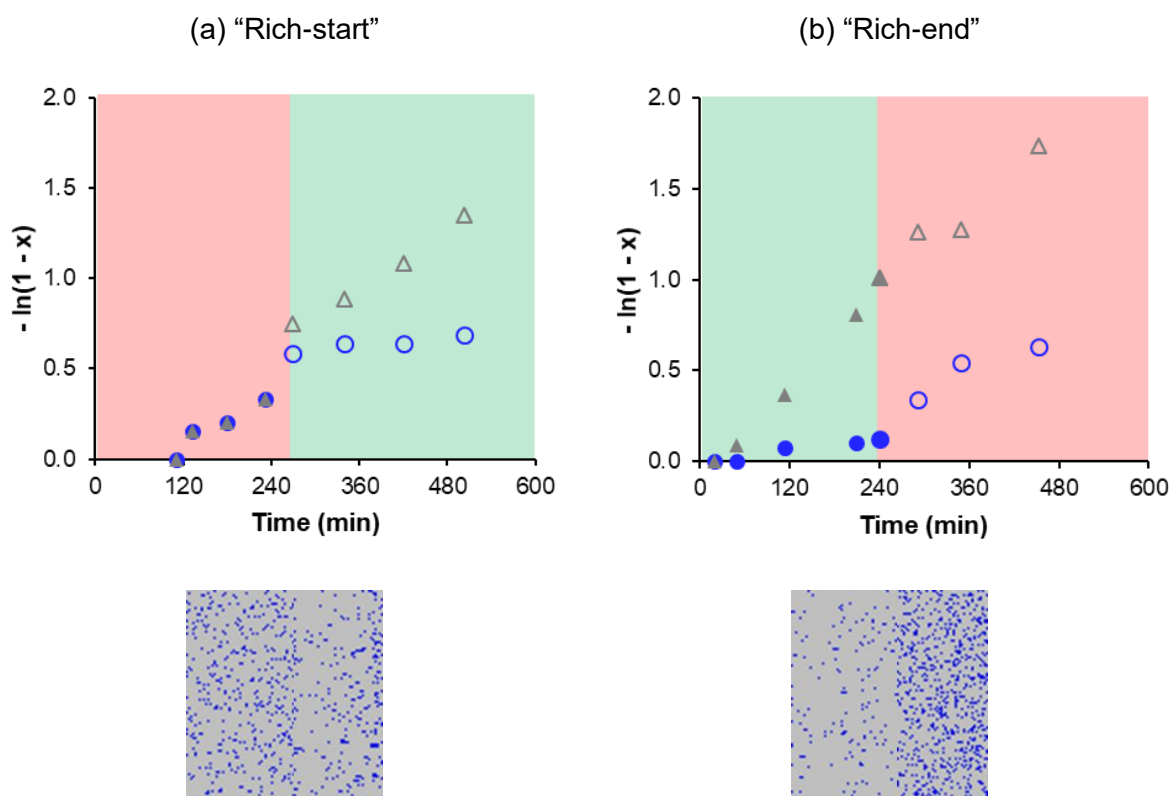 (a) “Rich-start”
2.0
1.5
1.0
0.5
0.0
- ln(1 - x)
0 120 240 360 480 600
Time (min)
(b) “Rich-end”
2.0
1.5
1.0
0.5
0.0
- ln(1 - x)
0 120 240 360 480 600
Time (min)